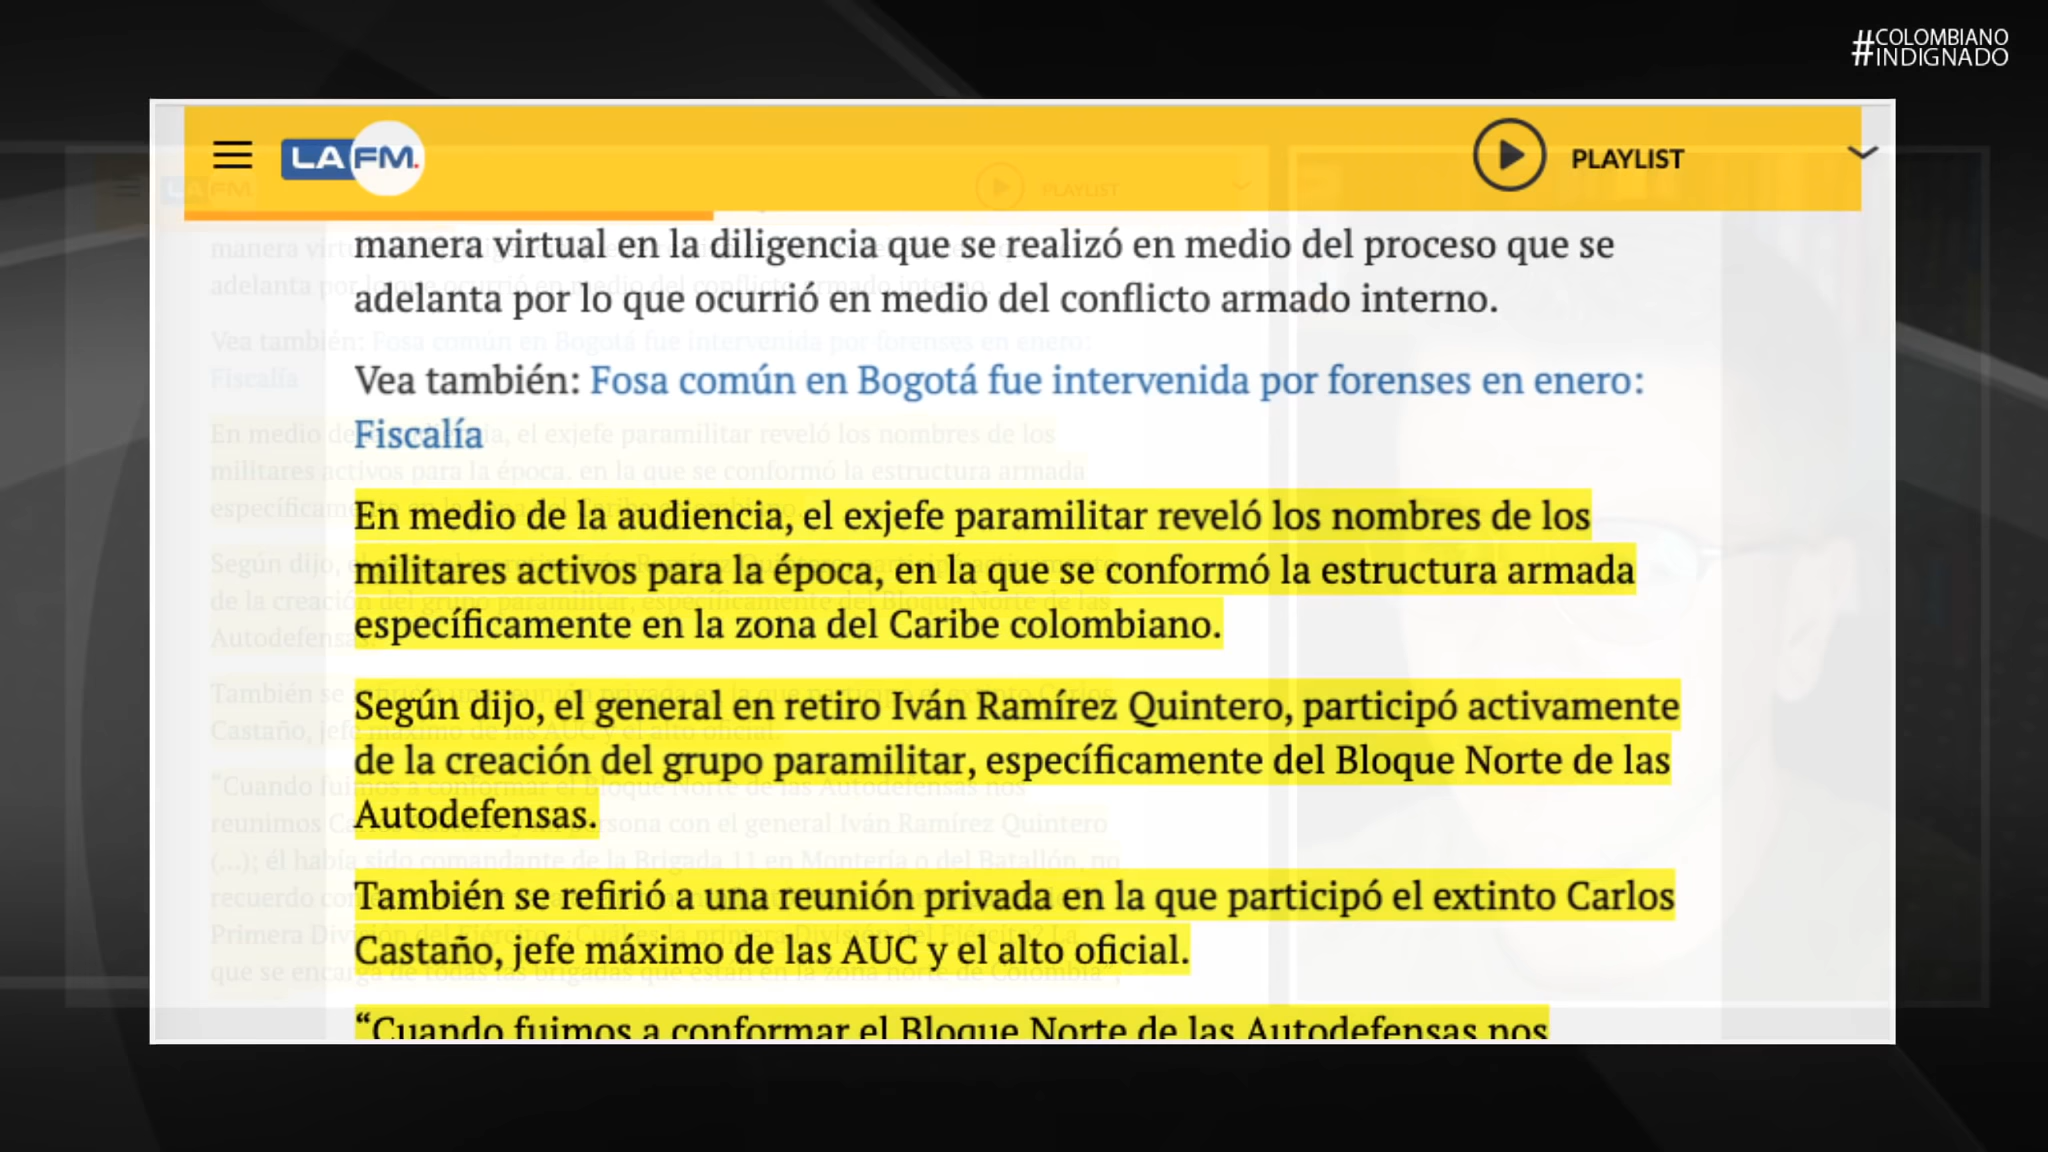 #COLOMBIANO
INDIGNADO
LA FM.
PLAYLIST
manera virtual en la diligencia que se realizó en medio del proceso que se
adelanta por lo que ocurrió en medio del conflicto armado interno.
Vea también: Fosa común en Bogotá fue intervenida por forenses en enero:
Fiscalía
En medio de la audiencia, el exjefe paramilitar reveló los nombres de los
militares activos para la época, en la que se conformó la estructura armada
específicamente en la zona del Caribe colombiano.
Según dijo, el general en retiro Iván Ramírez Quintero, participó activamente
de la creación del grupo paramilitar, específicamente del Bloque Norte de las
Autodefensas.
También se refirió a una reunión privada en la que participó el extinto Carlos
Castaño, jefe máximo de las AUC y el alto oficial.
“Cuando fuimos a conformar el Bloque Norte de las Autodefensas nos